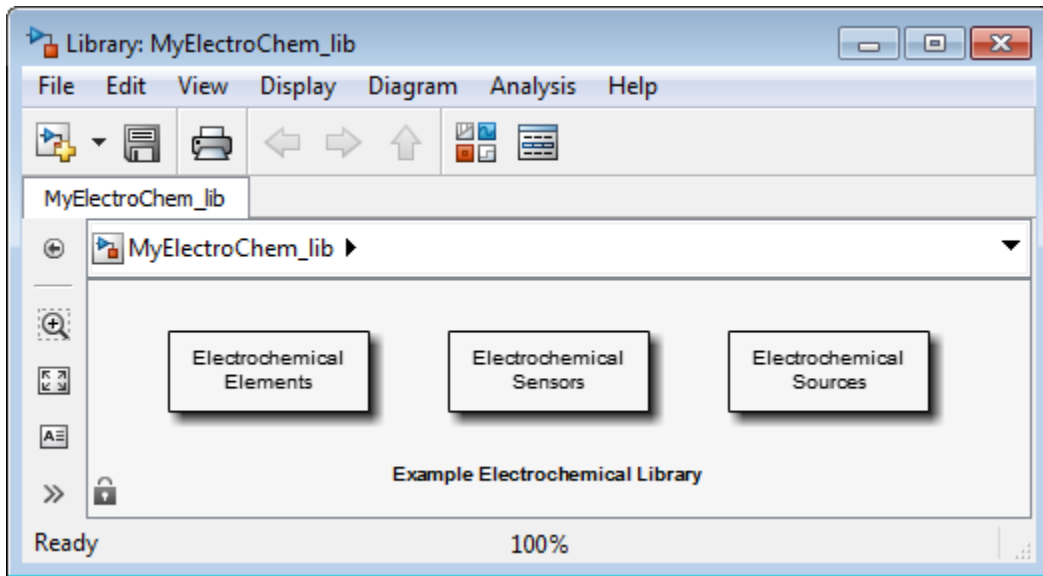 Library: MyElectroChem_lib
File Edit View Display Diagram Analysis Help
MyElectroChem_lib
MyElectroChem_lib
Electrochemical
Elements
Electrochemical
Sensors
Electrochemical
Sources
Example Electrochemical Library
Ready 100%